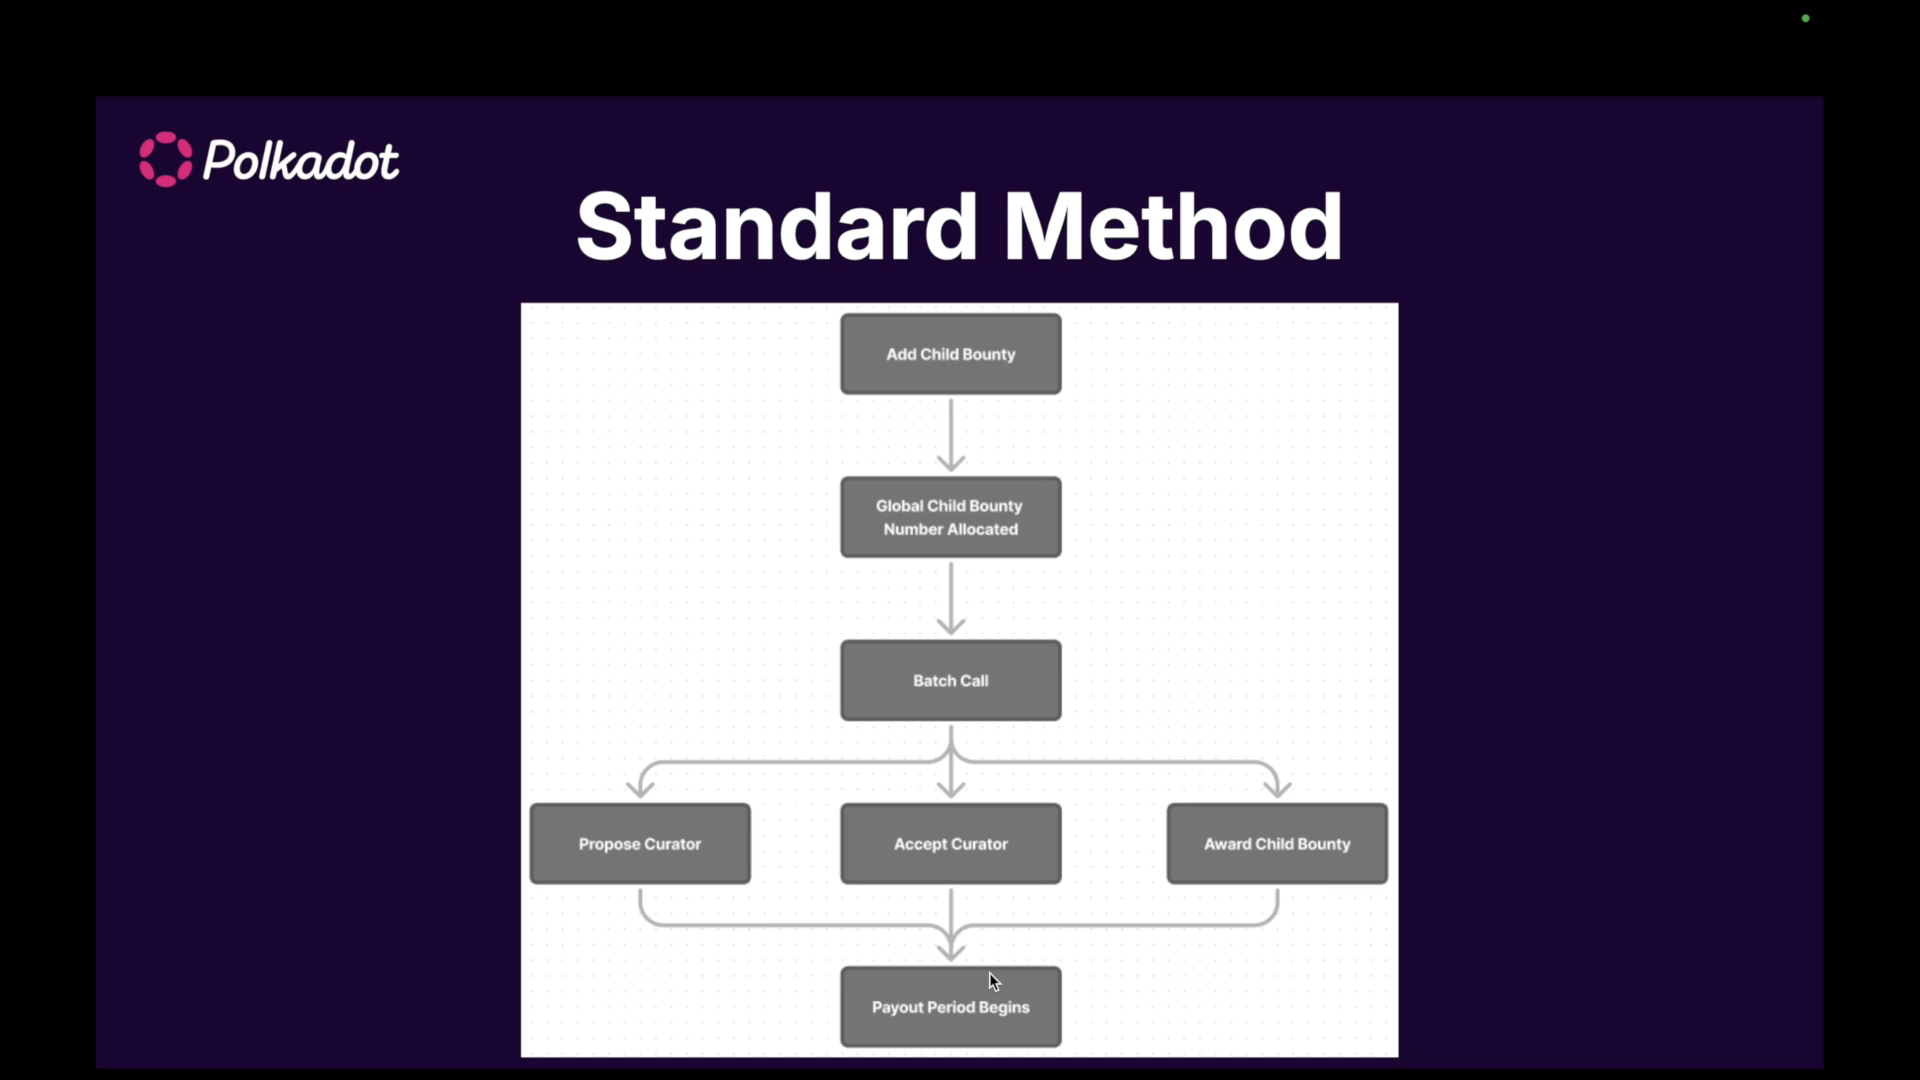 Polkadot
Standard Method
Add Child Bounty
Global Child Bounty
Number Allocated
Batch Call
Propose Curator
Accept Curator
Award Child Bounty
Payout Period Begins